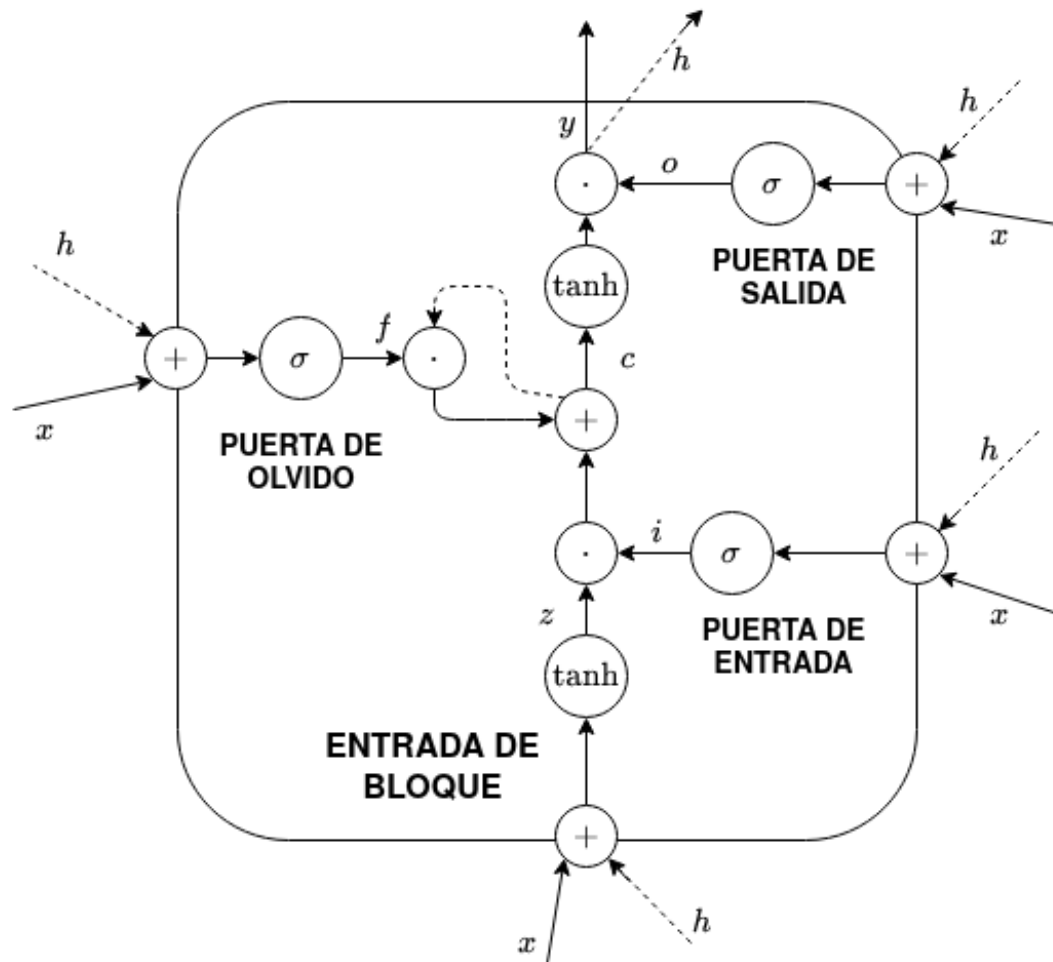 h
y
h
o
σ
+
·
x
PUERTA DE
SALIDA
tanh
h
f
+
σ
·
c
x
+
PUERTA DE
OLVIDO
h
i
·
σ
+
x
z
PUERTA DE
ENTRADA
tanh
ENTRADA DE
BLOQUE
+
x
h